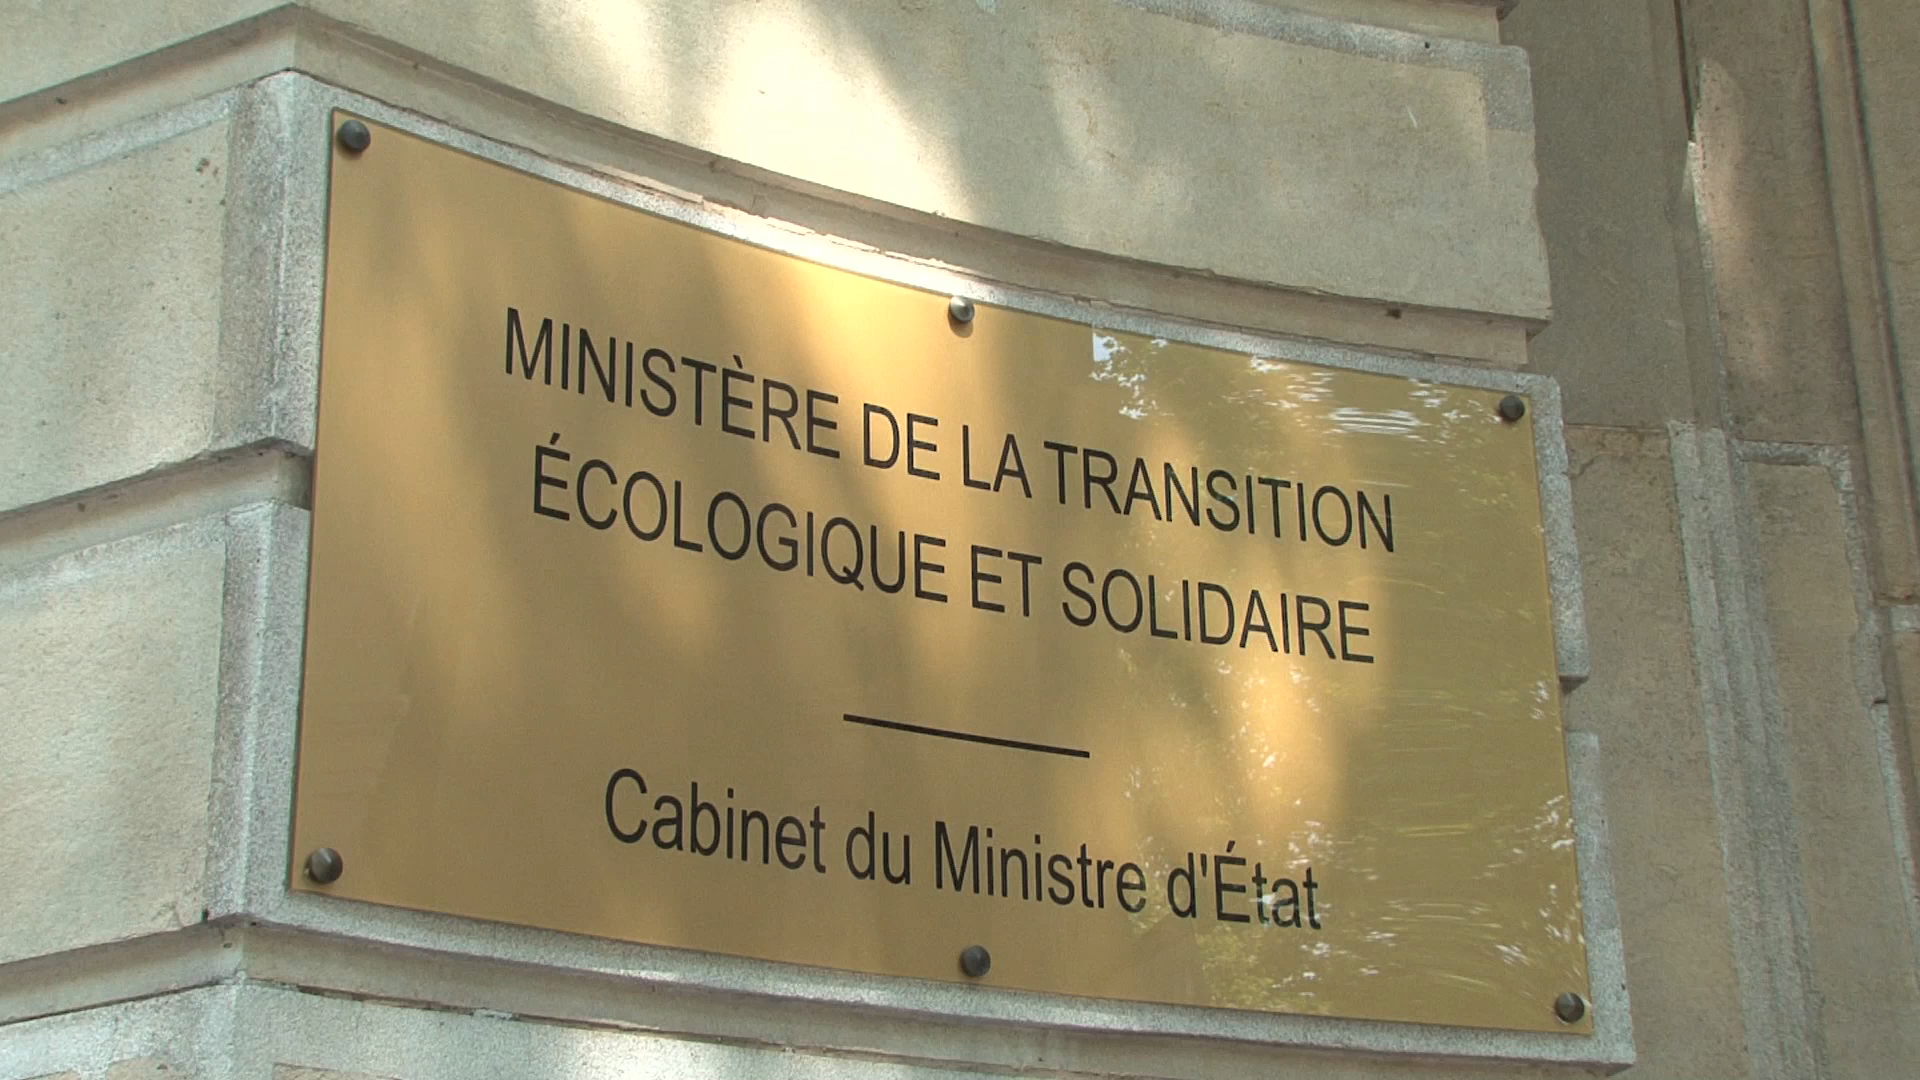 MINISTÈRE DE LA TRANSITION
ÉCOLOGIQUE ET SOLIDAIRE
Cabinet du Ministre d'État